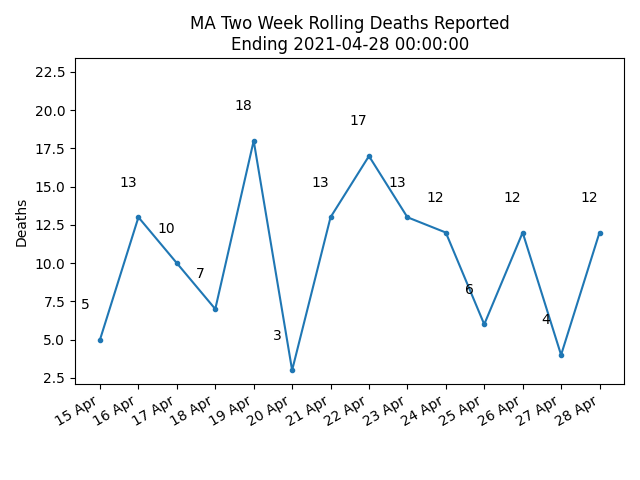 MA Two Week Rolling Deaths Reported
Ending 2021-04-28 00:00:00
Deaths
22.5
20.0
17.5
15.0
12.5
10.0
7.5
5.0
2.5
5
13
10
7
18
3
13
17
13
12
6
12
4
12
15 Apr
16 Apr
17 Apr
18 Apr
19 Apr
20 Apr
21 Apr
22 Apr
23 Apr
24 Apr
25 Apr
26 Apr
27 Apr
28 Apr